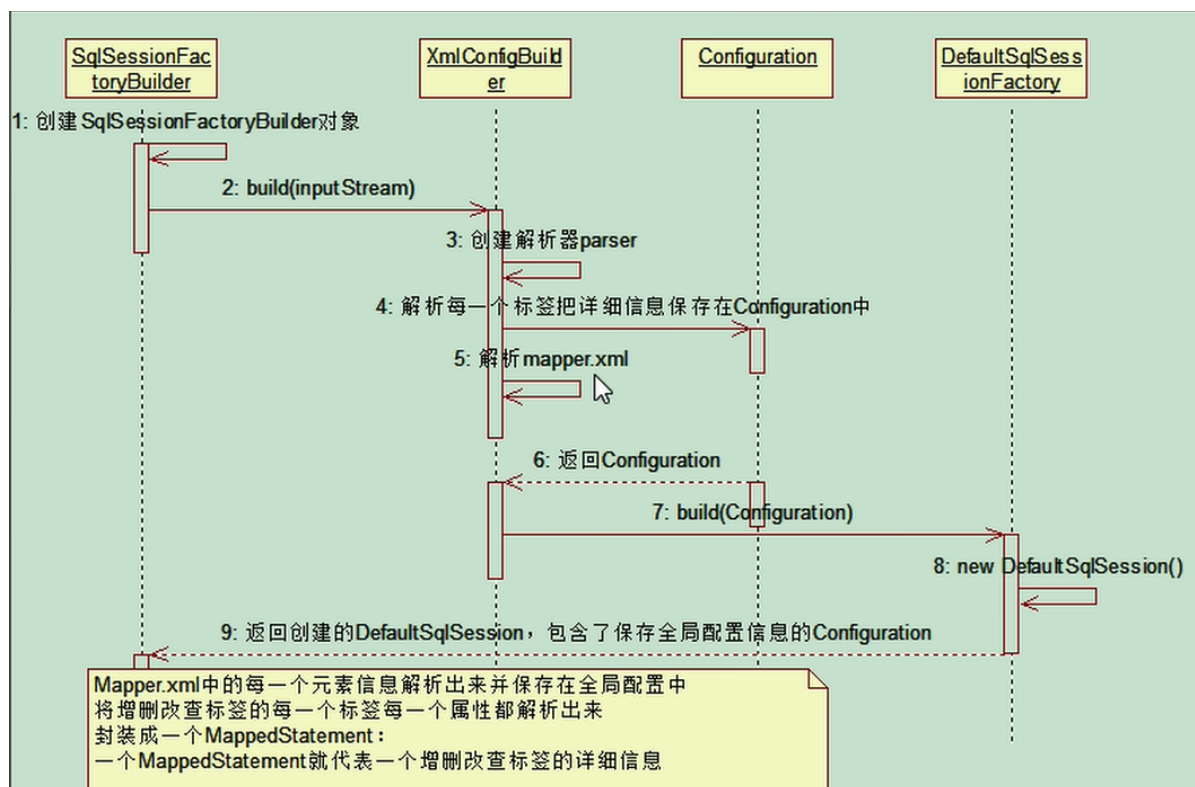 SqlSessionFac
toryBuilder
XmlConfigBuild
er
Configuration
DefaultSqlSess
ionFactory
1: 创建SqlSessionFactoryBuilder对象
2: build(inputStream)
3: 创建解析器parser
4: 解析每一个标签把详细信息保存在Configuration中
5: 解析mapper.xml
6: 返回Configuration
7: build(Configuration)
8: new DefaultSqlSession()
9: 返回创建的DefaultSqlSession，包含了保存全局配置信息的Configuration
Mapper.xml中的每一个元素信息解析出来并保存在全局配置中
将增删改查标签的每一个标签每一个属性都解析出来
封装成一个MappedStatement：
一个MappedStatement就代表一个增删改查标签的详细信息